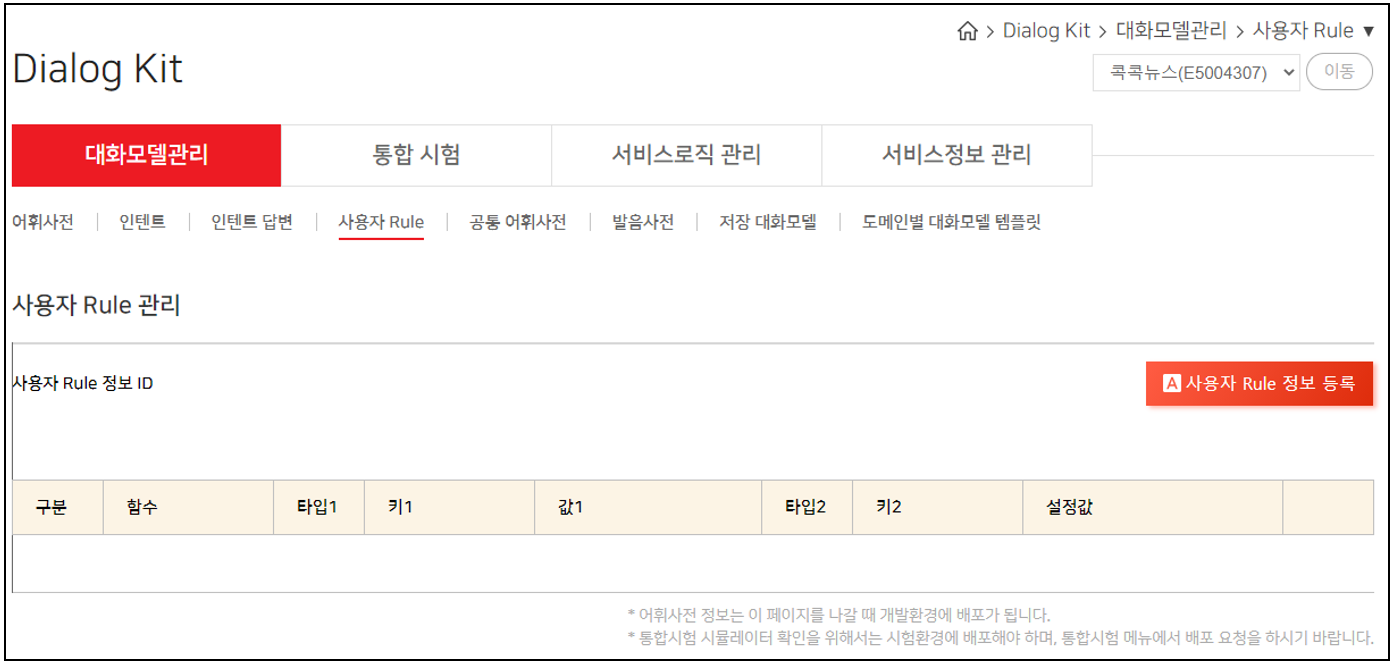 > Dialog Kit > 대화모델관리 > 사용자 Rule ▼
Dialog Kit
콕콕뉴스(E5004307) 이동
대화모델관리 통합 시험 서비스로직 관리 서비스정보 관리
어휘사전 | 인텐트 | 인텐트 답변 | 사용자 Rule | 공통 어휘사전 | 발음사전 | 저장 대화모델 | 도메인별 대화모델 템플릿
사용자 Rule 관리
사용자 Rule 정보 ID
A 사용자 Rule 정보 등록
구분 함수 타입1 키1 값1 타입2 키2 설정값
* 어휘사전 정보는 이 페이지를 나갈 때 개발환경에 배포가 됩니다.
* 통합시험 시뮬레이터 확인을 위해서는 시험환경에 배포해야 하며, 통합시험 메뉴에서 배포 요청을 하시기 바랍니다.